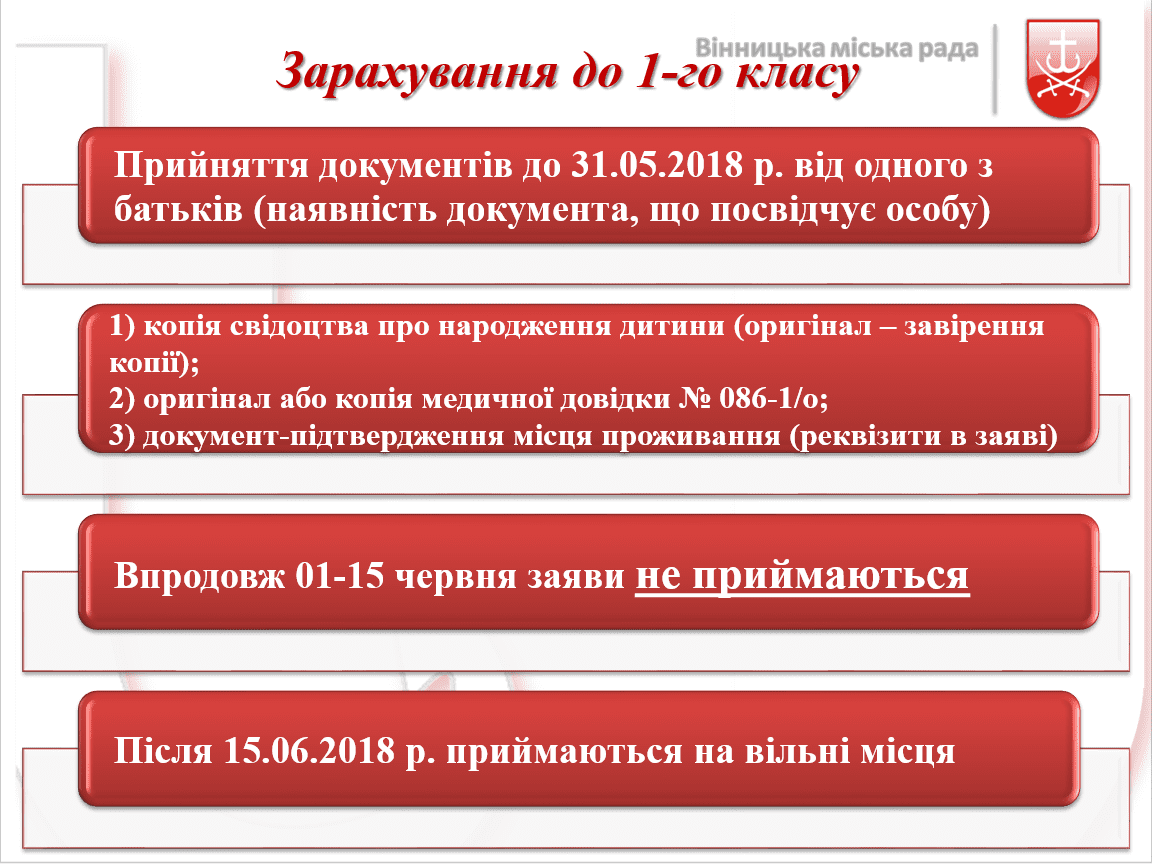 Вінницька міська рада
Зарахування до 1-го класу
Прийняття документів до 31.05.2018 р. від одного з
батьків (наявність документа, що посвідчує особу)
1) копія свідоцтва про народження дитини (оригінал – завірення
копії);
2) оригінал або копія медичної довідки № 086-1/о;
3) документ-підтвердження місця проживання (реквізити в заяві)
Впродовж 01-15 червня заяви не приймаються
Після 15.06.2018 р. приймаються на вільні місця